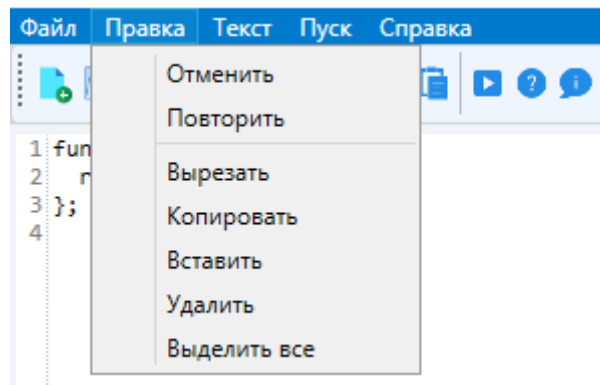 Файл Правка Текст Пуск Справка
Отменить
Повторить
Вырезать
Копировать
Вставить
Удалить
Выделить все
1 fun
2 r
3 };
4